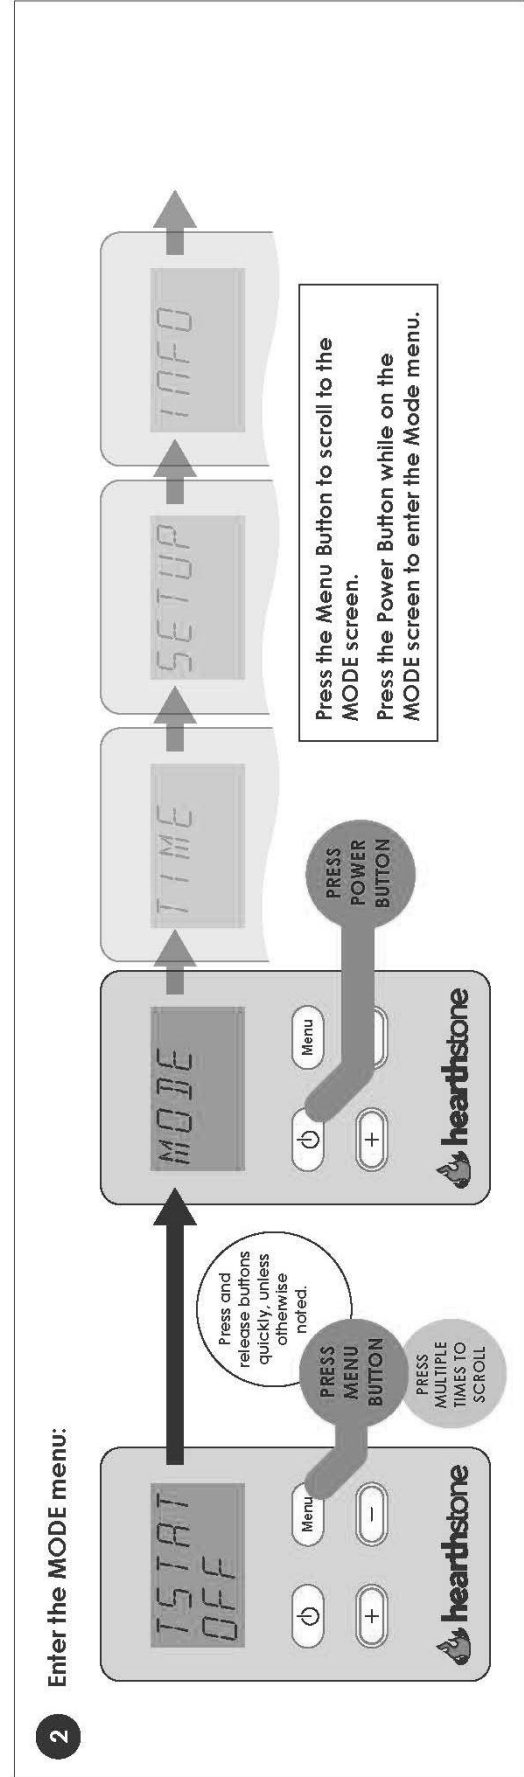 2 Enter the MODE menu:
TSTAT
OFF
Menu
+ −
hearthstone
PRESS
MENU
BUTTON
PRESS
MULTIPLE
TIMES TO
SCROLL
Press and
release buttons
quickly, unless
otherwise
noted.
MODE
Menu
+
hearthstone
PRESS
POWER
BUTTON
TIME
SETUP
INFO
Press the Menu Button to scroll to the
MODE screen.
Press the Power Button while on the
MODE screen to enter the Mode menu.